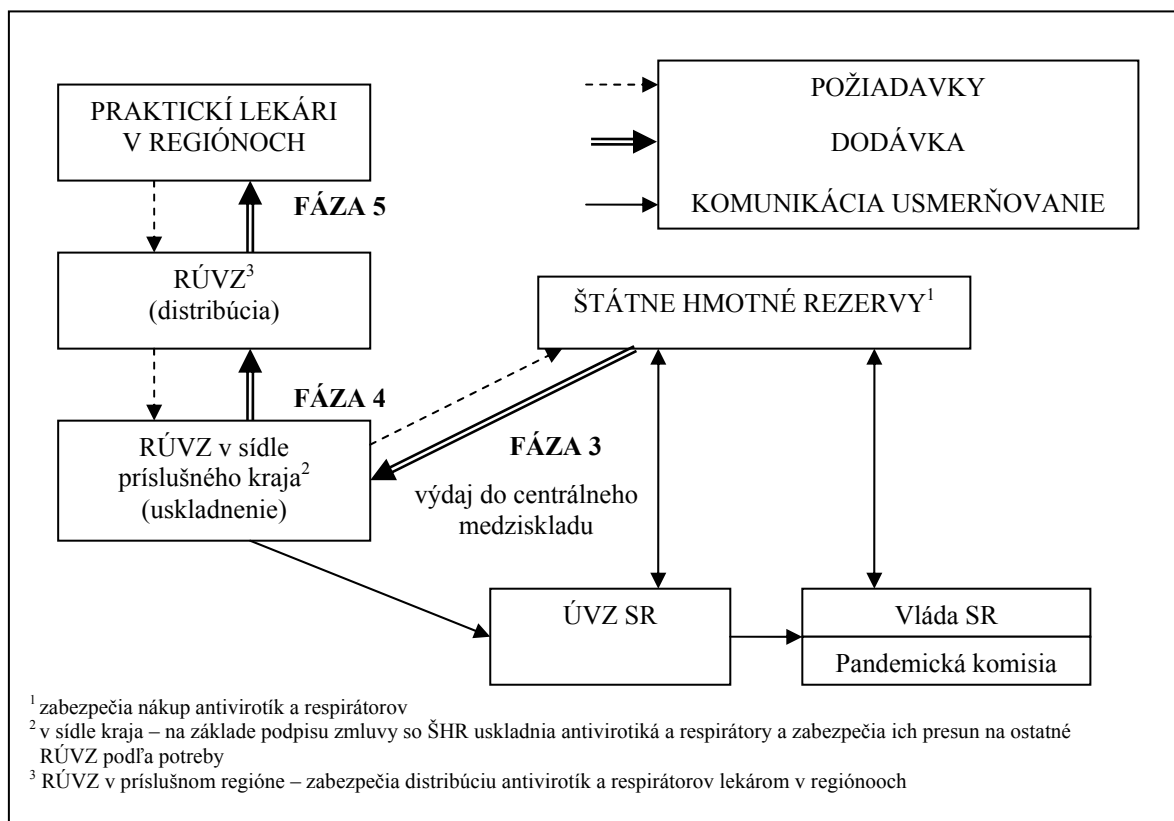 PRAKTICKÍ LEKÁRI
V REGIÓNOCH
POŽIADAVKY
DODÁVKA
KOMUNIKÁCIA USMERŇOVANIE
FÁZA 5
RÚVZ³
(distribúcia)
ŠTÁTNE HMOTNÉ REZERVY¹
FÁZA 4
RÚVZ v sídle
príslušného kraja²
(uskladnenie)
FÁZA 3
výdaj do centrálneho
medziskladu
ÚVZ SR
Vláda SR
Pandemická komisia
¹ zabezpečia nákup antivirotík a respirátorov
² v sídle kraja – na základe podpisu zmluvy so ŠHR uskladnia antivirotiká a respirátory a zabezpečia ich presun na ostatné
RÚVZ podľa potreby
³ RÚVZ v príslušnom regióne – zabezpečia distribúciu antivirotík a respirátorov lekárom v regiónooch